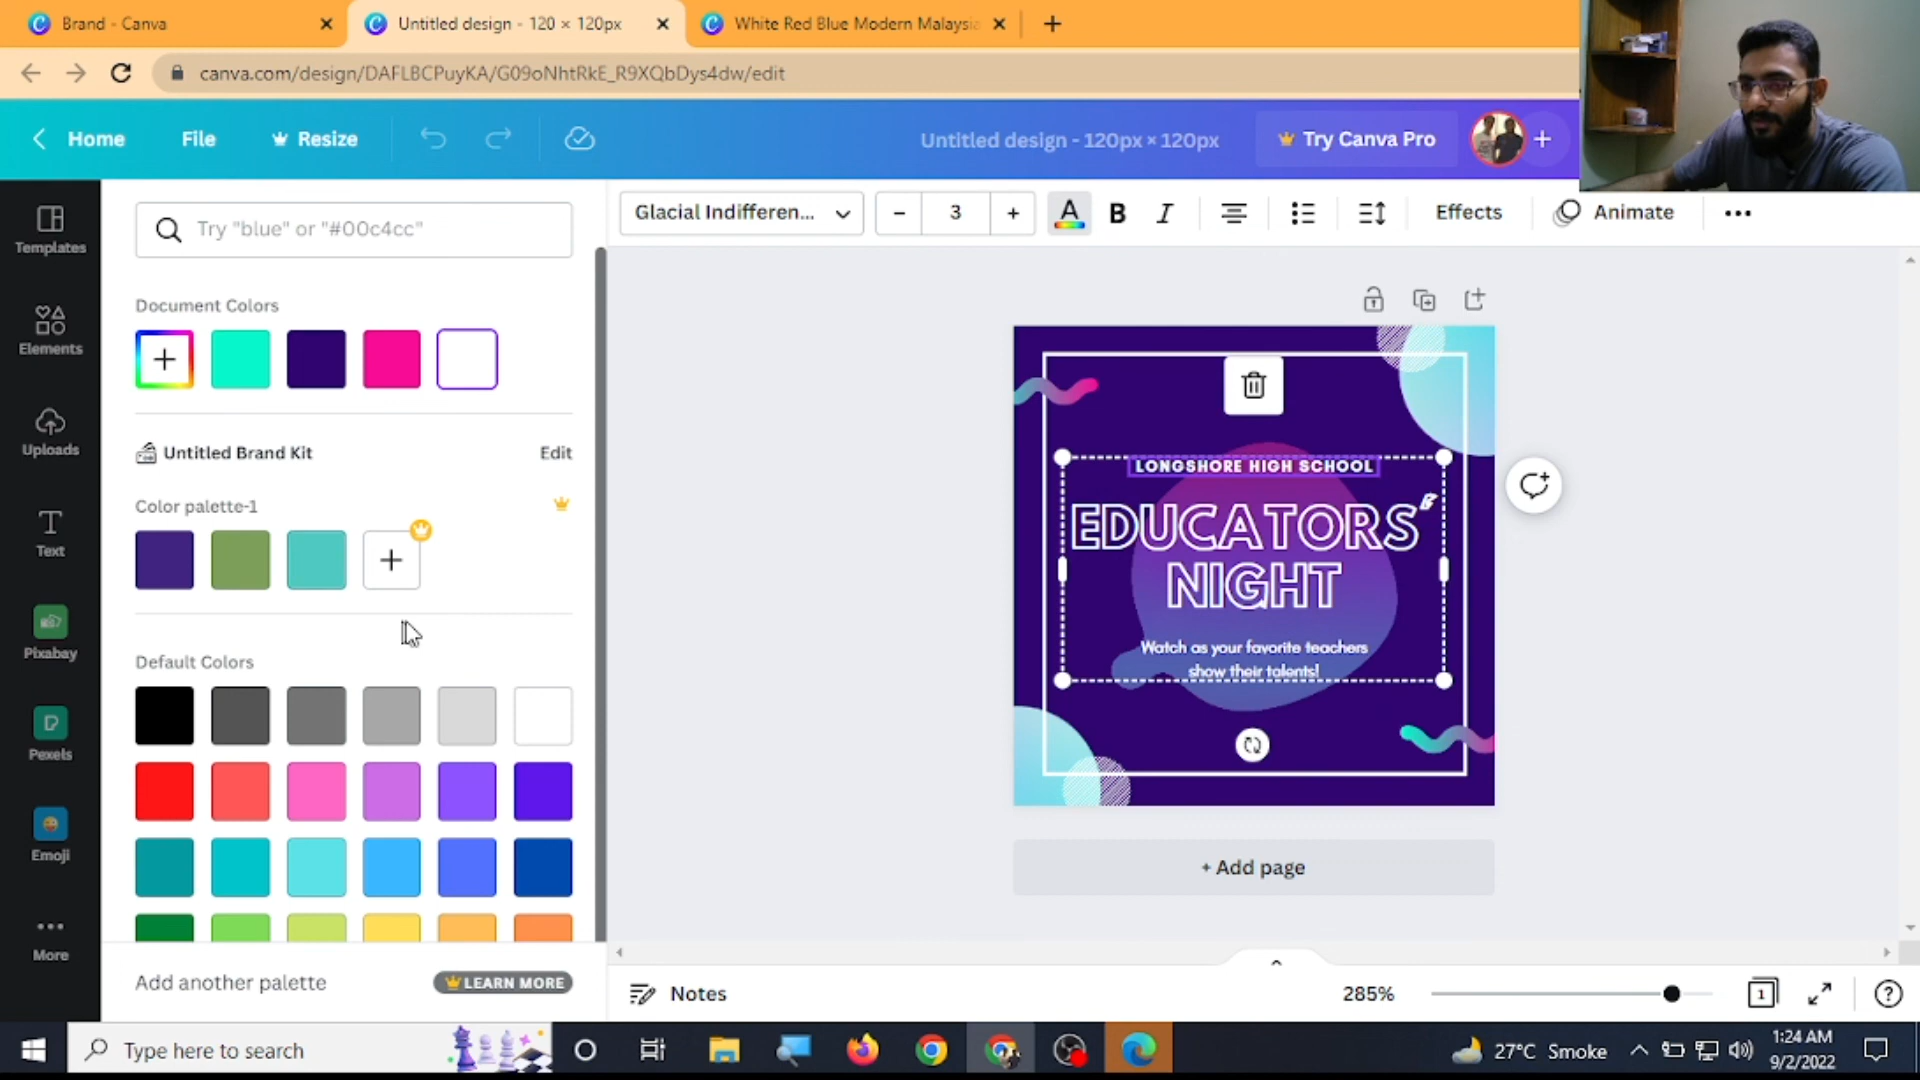 Brand - Canva
Untitled design - 120 × 120px
White Red Blue Modern Malaysia
canva.com/design/DAFLBCPuyKA/G09oNhtRkE_R9XQbDys4dw/edit
Home
File
Resize
Untitled design - 120px × 120px
Try Canva Pro
Templates
Elements
Uploads
Text
Pixabay
Pexels
Emoji
More
Try "blue" or "#00c4cc"
Document Colors
Untitled Brand Kit
Edit
Color palette-1
Default Colors
Add another palette
LEARN MORE
Glacial Indifferen...
3
A
B
I
Effects
Animate
LONGSHORE HIGH SCHOOL
EDUCATORS'
NIGHT
Watch as your favorite teachers
show their talents!
+ Add page
Notes
285%
1
Type here to search
27°C Smoke
1:24 AM
9/2/2022